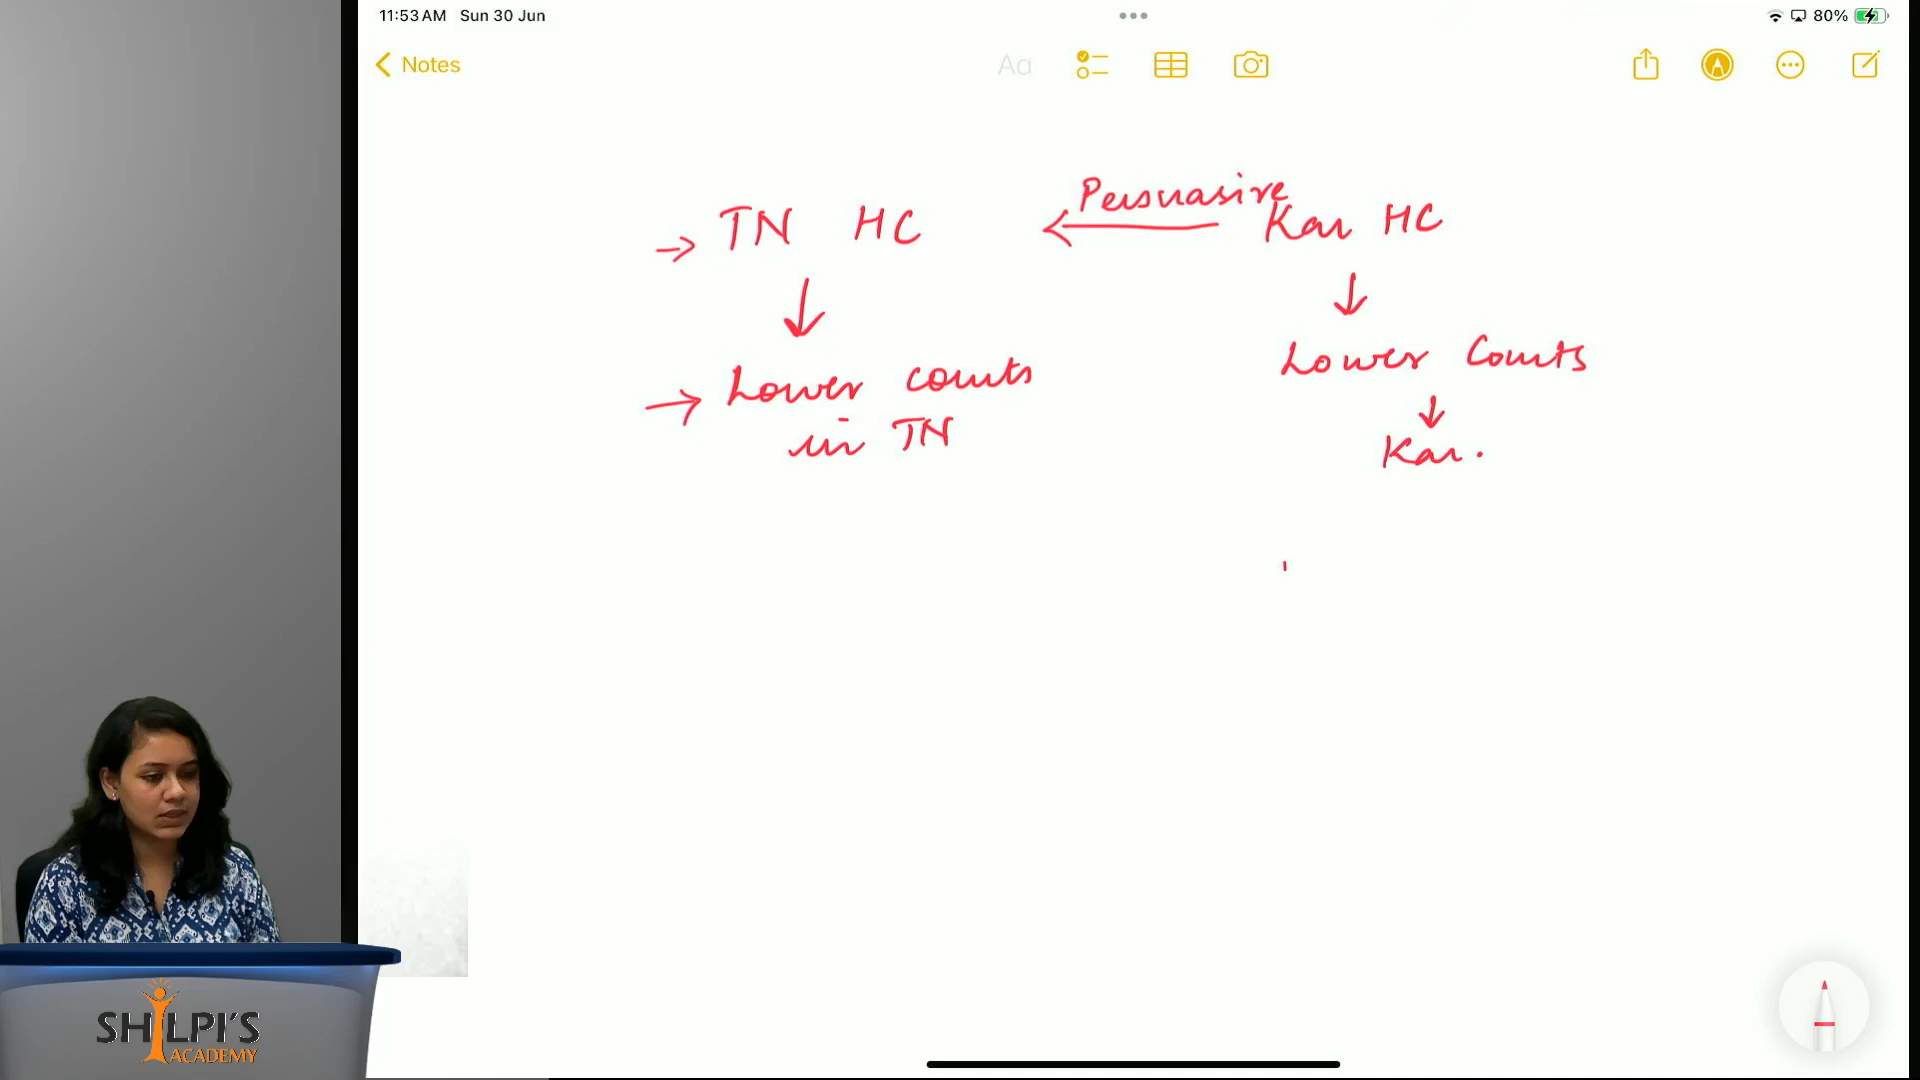 11:53 AM Sun 30 Jun
80%
Notes
Aa
Persuasive
→ TN HC ← Kar HC
↓ ↓
→ Lower courts
in TN
Lower Courts
↓
Kar.
SHILPI'S
ACADEMY